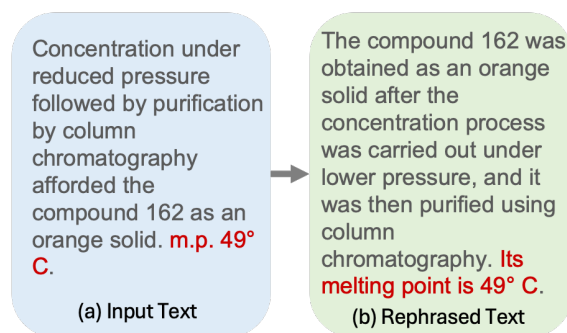 Concentration under
reduced pressure
followed by purification
by column
chromatography
afforded the
compound 162 as an
orange solid. m.p. 49°
C.
(a) Input Text
The compound 162 was
obtained as an orange
solid after the
concentration process
was carried out under
lower pressure, and it
was then purified using
column
chromatography. Its
melting point is 49° C.
(b) Rephrased Text